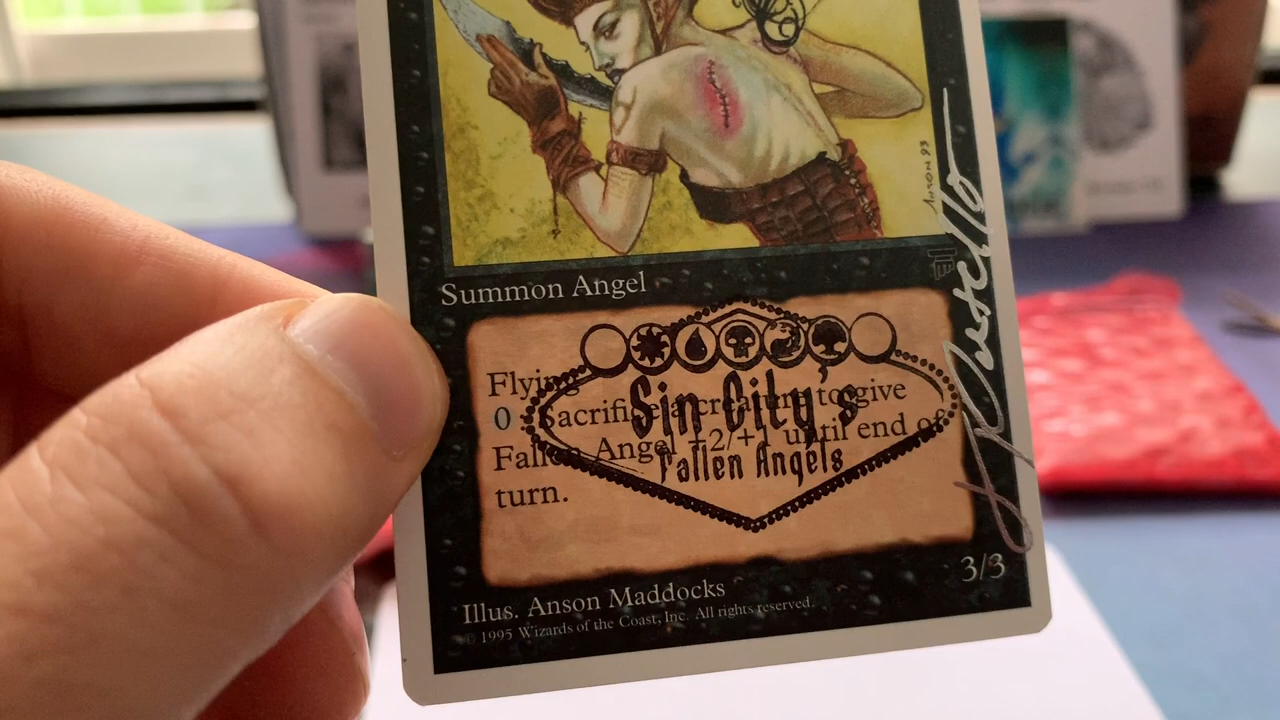 ANSON 93
Summon Angel
Sin City's
Fallen Angels
Flying
0: Sacrifice a creature to give
Fallen Angel +2/+1 until end of
turn.
3/3
Illus. Anson Maddocks
© 1995 Wizards of the Coast, Inc. All rights reserved.